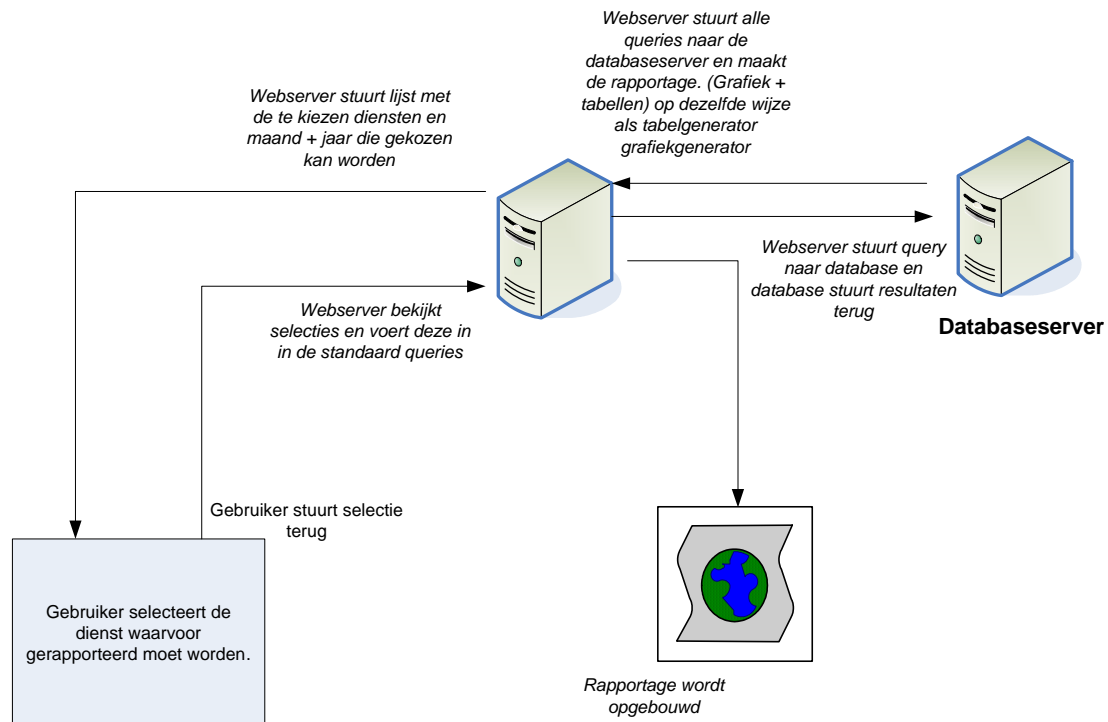 Webserver stuurt alle
queries naar de
databaseserver en maakt
de rapportage. (Grafiek +
tabellen) op dezelfde wijze
als tabelgenerator
grafiekgenerator
Webserver stuurt lijst met
de te kiezen diensten en
maand + jaar die gekozen
kan worden
Webserver stuurt query
naar database en
database stuurt resultaten
terug
Databaseserver
Webserver bekijkt
selecties en voert deze in
in de standaard queries
Gebruiker stuurt selectie
terug
Gebruiker selecteert de
dienst waarvoor
gerapporteerd moet worden.
Rapportage wordt
opgebouwd